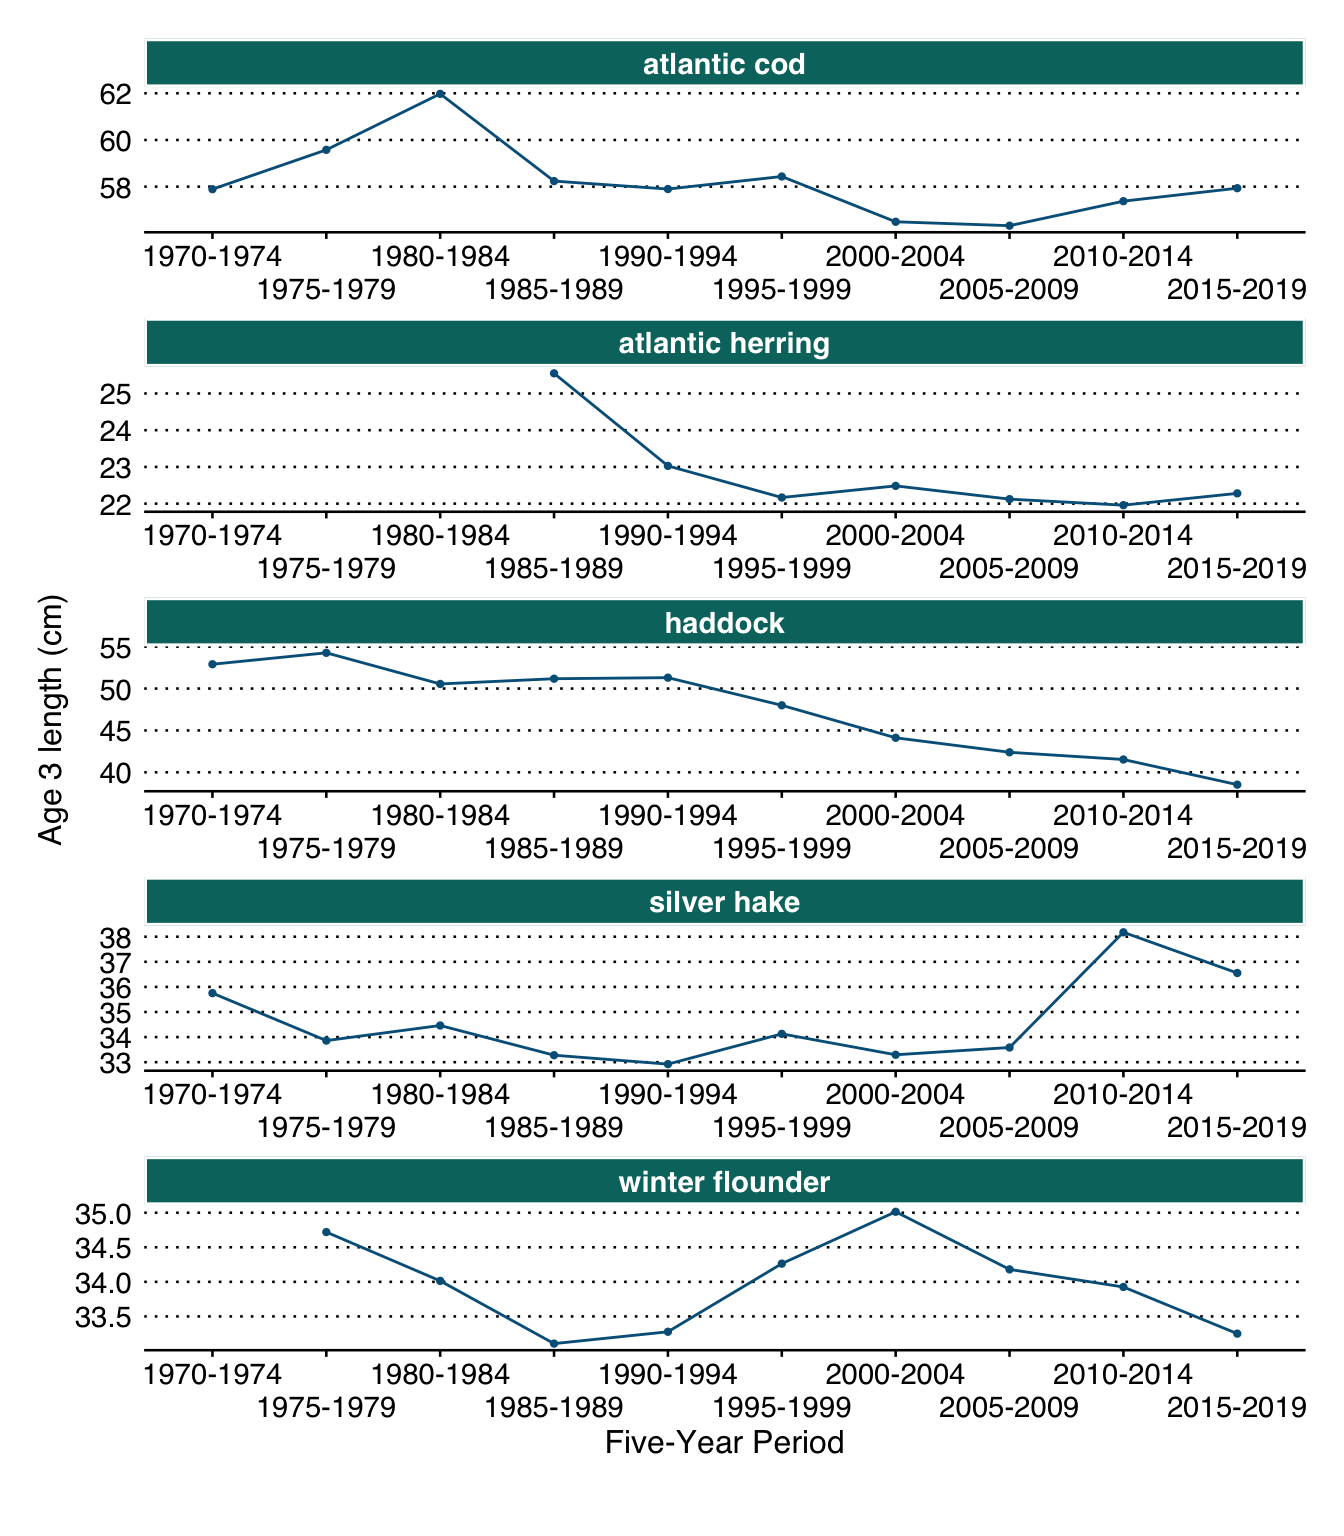 atlantic cod
62
60
58
1970-1974 1980-1984 1990-1994 2000-2004 2010-2014
1975-1979 1985-1989 1995-1999 2005-2009 2015-2019
atlantic herring
25
24
23
22
1970-1974 1980-1984 1990-1994 2000-2004 2010-2014
1975-1979 1985-1989 1995-1999 2005-2009 2015-2019
Age 3 length (cm)
haddock
55
50
45
40
1970-1974 1980-1984 1990-1994 2000-2004 2010-2014
1975-1979 1985-1989 1995-1999 2005-2009 2015-2019
silver hake
38
37
36
35
34
33
1970-1974 1980-1984 1990-1994 2000-2004 2010-2014
1975-1979 1985-1989 1995-1999 2005-2009 2015-2019
winter flounder
35.0
34.5
34.0
33.5
1970-1974 1980-1984 1990-1994 2000-2004 2010-2014
1975-1979 1985-1989 1995-1999 2005-2009 2015-2019
Five-Year Period